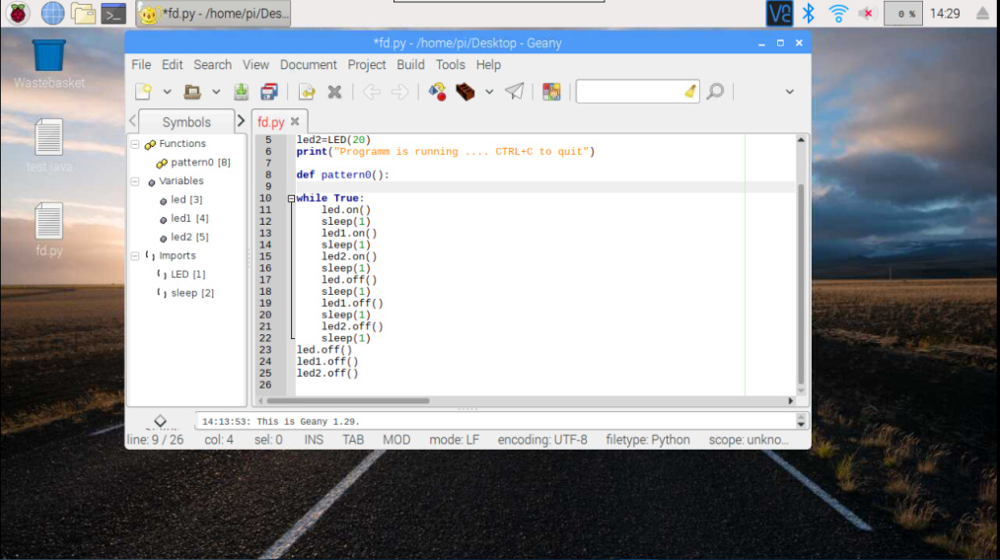 *fd.py - /home/pi/Des...
VNC
0 %
14:29
Wastebasket
test.java
fd.py
*fd.py - /home/pi/Desktop - Geany
File Edit Search View Document Project Build Tools Help
Symbols
fd.py
Functions
pattern0 [8]
Variables
led [3]
led1 [4]
led2 [5]
Imports
LED [1]
sleep [2]
5 led2=LED(20)
6 print("Programm is running .... CTRL+C to quit")
7
8 def pattern0():
9
10 while True:
11 led.on()
12 sleep(1)
13 led1.on()
14 sleep(1)
15 led2.on()
16 sleep(1)
17 led.off()
18 sleep(1)
19 led1.off()
20 sleep(1)
21 led2.off()
22 sleep(1)
23 led.off()
24 led1.off()
25 led2.off()
26
14:13:53: This is Geany 1.29.
line: 9 / 26 col: 4 sel: 0 INS TAB MOD mode: LF encoding: UTF-8 filetype: Python scope: unkno...